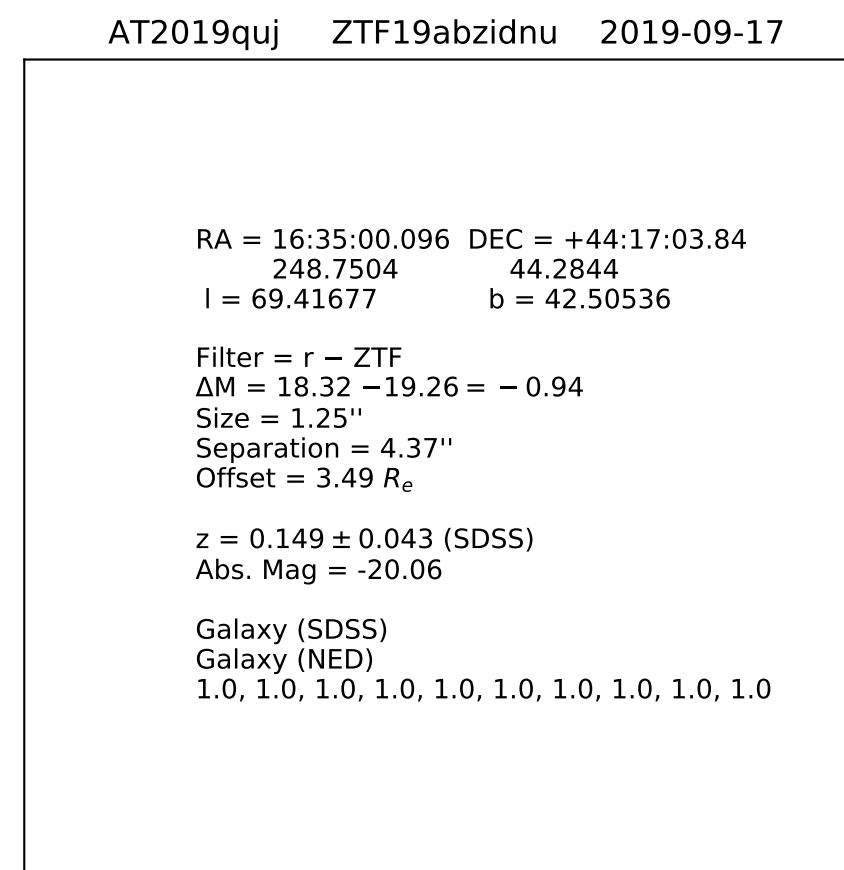 AT2019quj ZTF19abzidnu 2019-09-17
RA = 16:35:00.096 DEC = +44:17:03.84
248.7504 44.2844
l = 69.41677 b = 42.50536
Filter = r − ZTF
ΔM = 18.32 −19.26 = − 0.94
Size = 1.25''
Separation = 4.37''
Offset = 3.49 Rₑ
z = 0.149 ± 0.043 (SDSS)
Abs. Mag = -20.06
Galaxy (SDSS)
Galaxy (NED)
1.0, 1.0, 1.0, 1.0, 1.0, 1.0, 1.0, 1.0, 1.0, 1.0